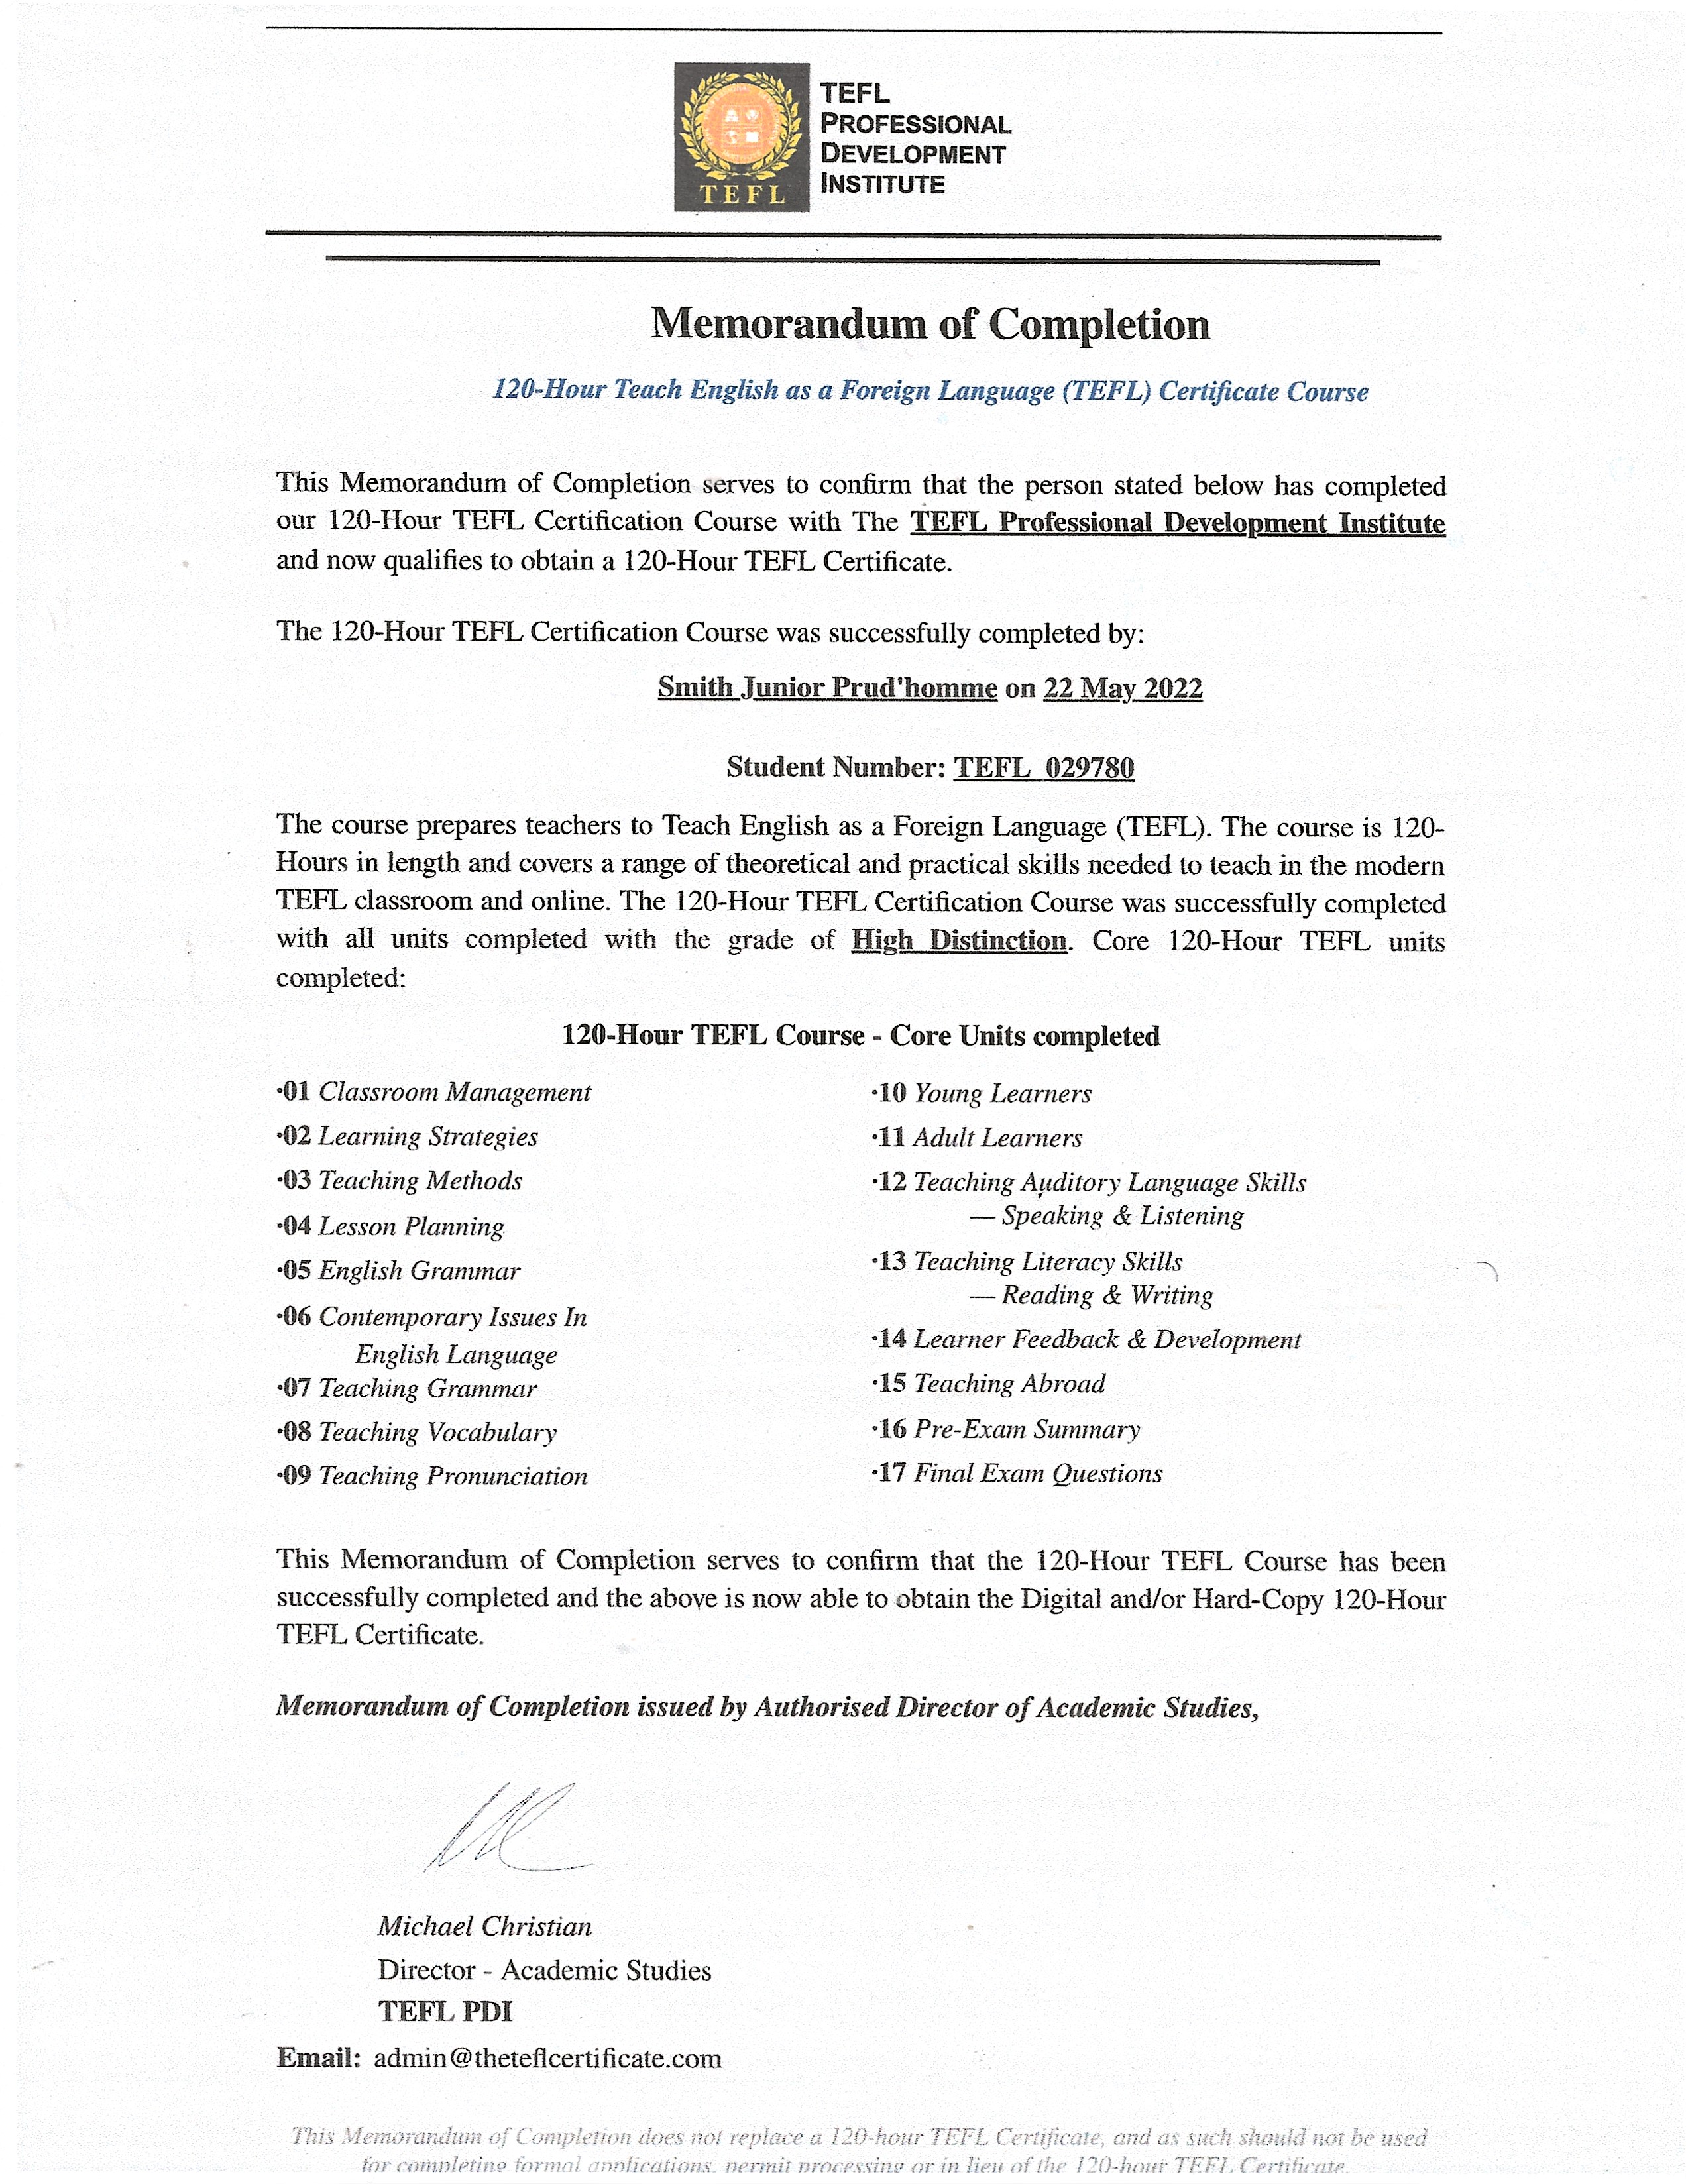 TEFL
PROFESSIONAL
DEVELOPMENT
INSTITUTE
TEFL
Memorandum of Completion
120-Hour Teach English as a Foreign Language (TEFL) Certificate Course
This Memorandum of Completion serves to confirm that the person stated below has completed
our 120-Hour TEFL Certification Course with The TEFL Professional Development Institute
and now qualifies to obtain a 120-Hour TEFL Certificate.
The 120-Hour TEFL Certification Course was successfully completed by:
Smith Junior Prud'homme on 22 May 2022
Student Number: TEFL_029780
The course prepares teachers to Teach English as a Foreign Language (TEFL). The course is 120-
Hours in length and covers a range of theoretical and practical skills needed to teach in the modern
TEFL classroom and online. The 120-Hour TEFL Certification Course was successfully completed
with all units completed with the grade of High Distinction. Core 120-Hour TEFL units
completed:
120-Hour TEFL Course - Core Units completed
·01 Classroom Management
·02 Learning Strategies
·03 Teaching Methods
·04 Lesson Planning
·05 English Grammar
·06 Contemporary Issues In
English Language
·07 Teaching Grammar
·08 Teaching Vocabulary
·09 Teaching Pronunciation
·10 Young Learners
·11 Adult Learners
·12 Teaching Auditory Language Skills
— Speaking & Listening
·13 Teaching Literacy Skills
— Reading & Writing
·14 Learner Feedback & Development
·15 Teaching Abroad
·16 Pre-Exam Summary
·17 Final Exam Questions
This Memorandum of Completion serves to confirm that the 120-Hour TEFL Course has been
successfully completed and the above is now able to obtain the Digital and/or Hard-Copy 120-Hour
TEFL Certificate.
Memorandum of Completion issued by Authorised Director of Academic Studies,
Michael Christian
Director - Academic Studies
TEFL PDI
Email: admin@theteflcertificate.com
This Memorandum of Completion does not replace a 120-hour TEFL Certificate, and as such should not be used
for completing formal applications, permit processing or in lieu of the 120-hour TEFL Certificate.